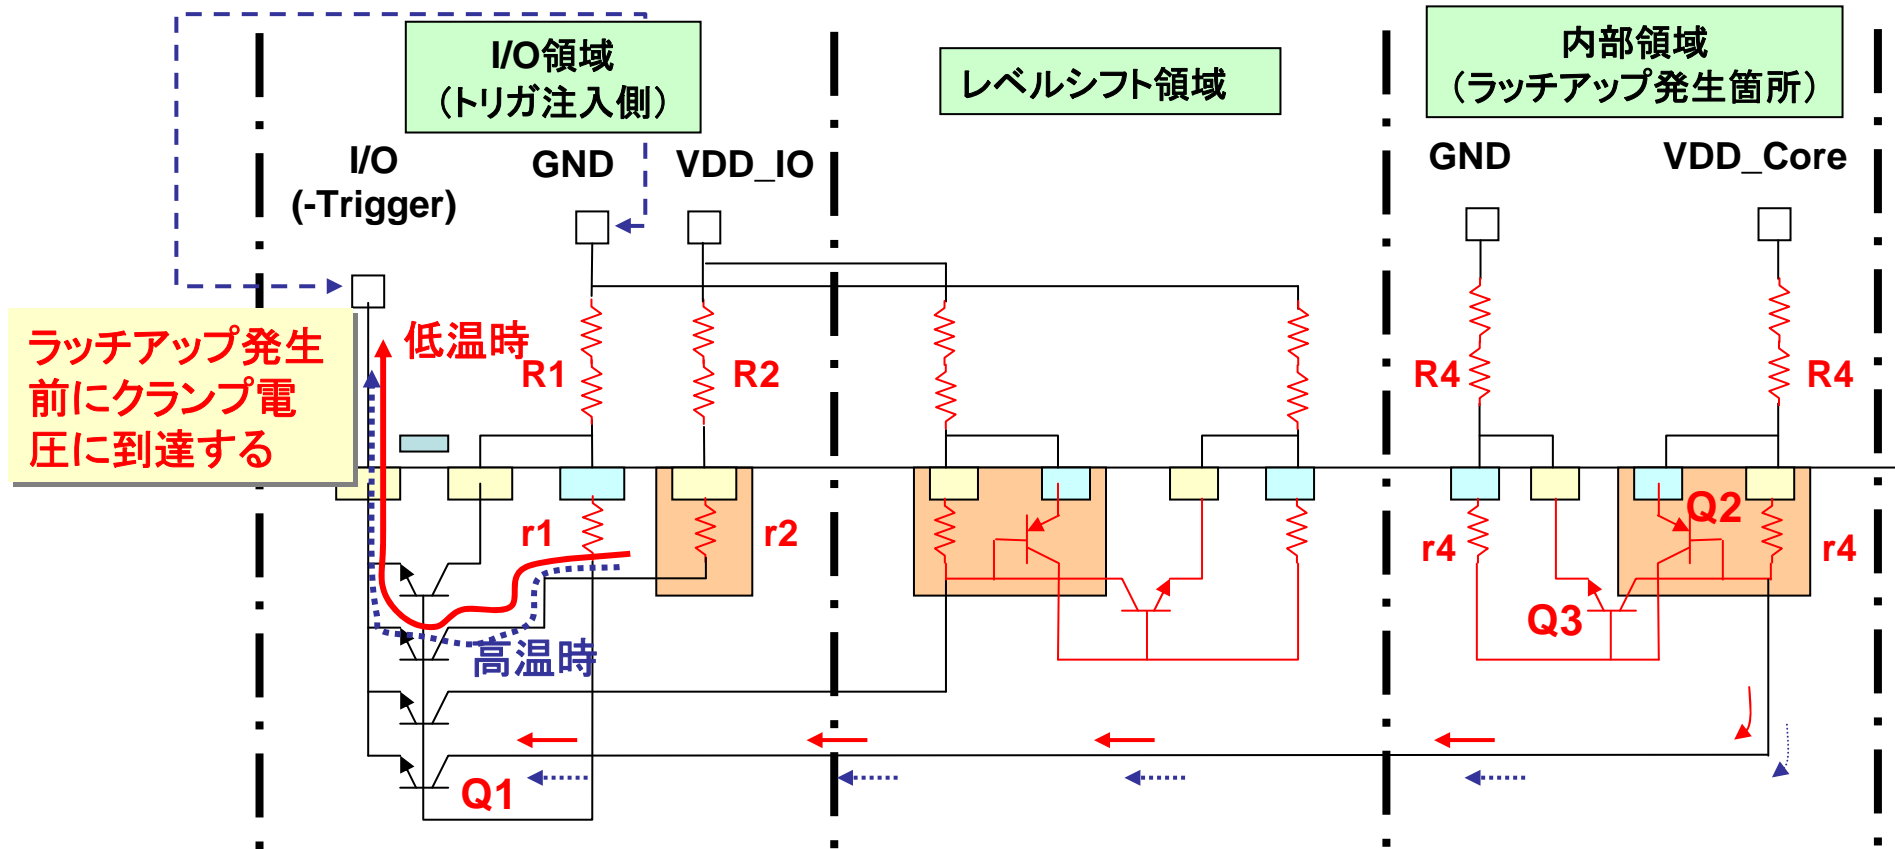 I/O領域
(トリガ注入側)
レベルシフト領域
内部領域
(ラッチアップ発生箇所)
I/O
(-Trigger)
GND
VDD_IO
GND
VDD_Core
ラッチアップ発生
前にクランプ電
圧に到達する
低温時
R1
R2
R4
R4
r1
r2
Q2
r4
r4
Q3
高温時
Q1